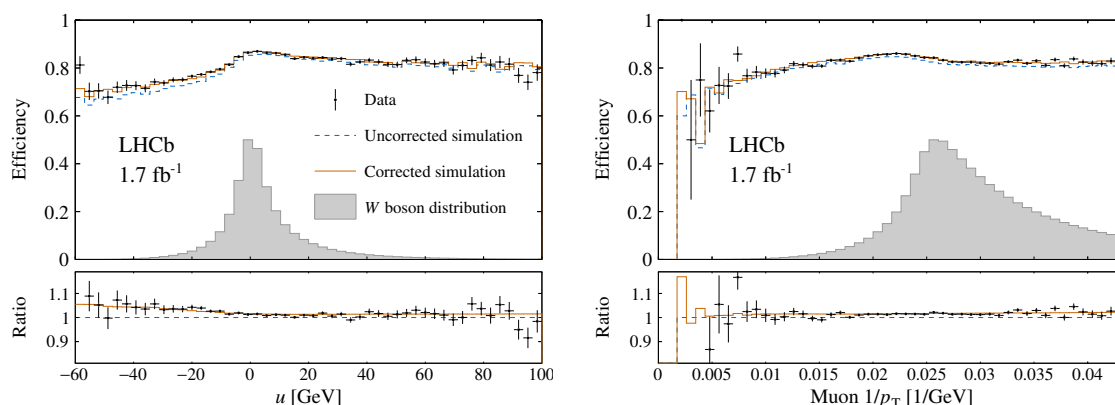 1
0.8
0.6
0.4
0.2
0
Efficiency
LHCb
1.7 fb⁻¹
Data
Uncorrected simulation
Corrected simulation
W boson distribution
1.1
1
0.9
Ratio
−60 −40 −20 0 20 40 60 80 100
u [GeV]
1
0.8
0.6
0.4
0.2
0
Efficiency
LHCb
1.7 fb⁻¹
1.1
1
0.9
Ratio
0 0.005 0.01 0.015 0.02 0.025 0.03 0.035 0.04
Muon 1/p_T [1/GeV]